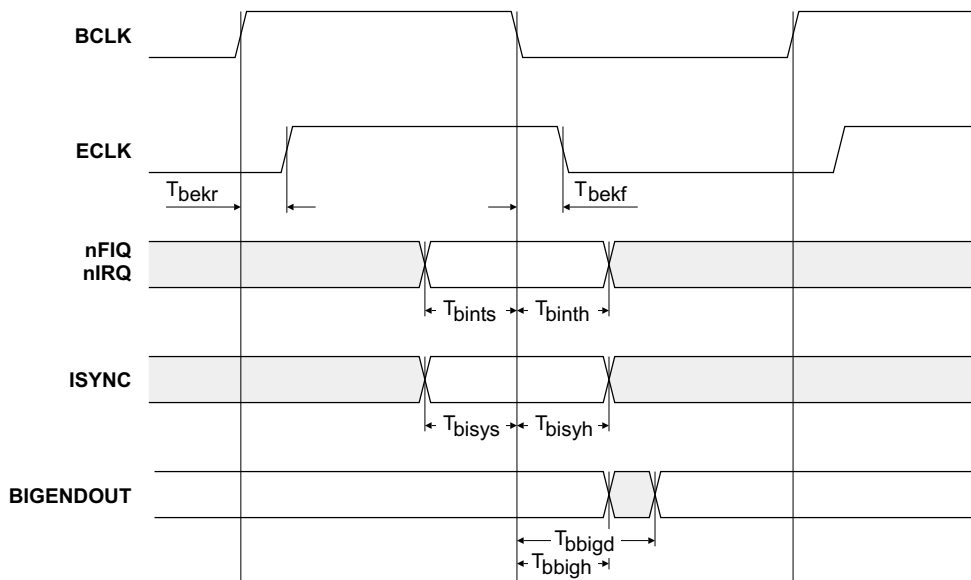 BCLK
ECLK
Tbekr
Tbekf
nFIQ
nIRQ
Tbints
Tbinth
ISYNC
Tbisys
Tbisyh
BIGENDOUT
Tbbigd
Tbbigh